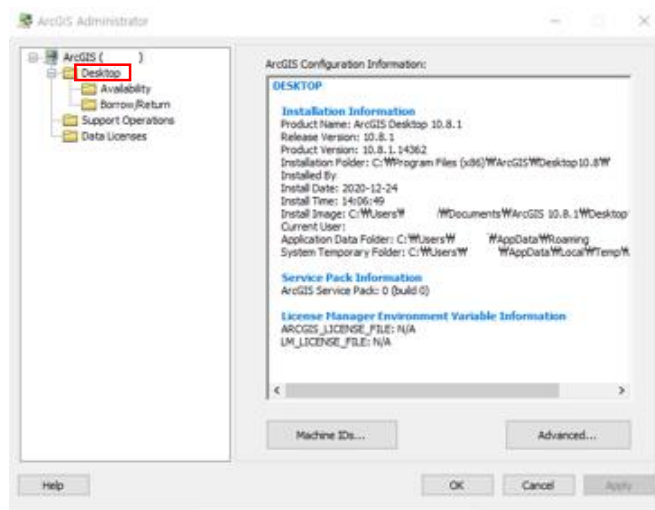 ArcGIS Administrator
ArcGIS ( )
Desktop
Availability
Borrow/Return
Support Operations
Data Licenses
ArcGIS Configuration Information:
DESKTOP
Installation Information
Product Name: ArcGIS Desktop 10.8.1
Release Version: 10.8.1
Product Version: 10.8.1.14362
Installation Folder: C:₩Program Files (x86)₩ArcGIS₩Desktop10.8₩
Installed By:
Install Date: 2020-12-24
Install Time: 14:06:49
Install Image: C:₩Users₩ ₩Documents₩ArcGIS 10.8.1₩Desktop
Current User:
Application Data Folder: C:₩Users₩ ₩AppData₩Roaming
System Temporary Folder: C:₩Users₩ ₩AppData₩Local₩Temp₩
Service Pack Information
ArcGIS Service Pack: 0 (build 0)
License Manager Environment Variable Information
ARCGIS_LICENSE_FILE: N/A
LM_LICENSE_FILE: N/A
Machine IDs...
Advanced...
Help
OK
Cancel
Apply